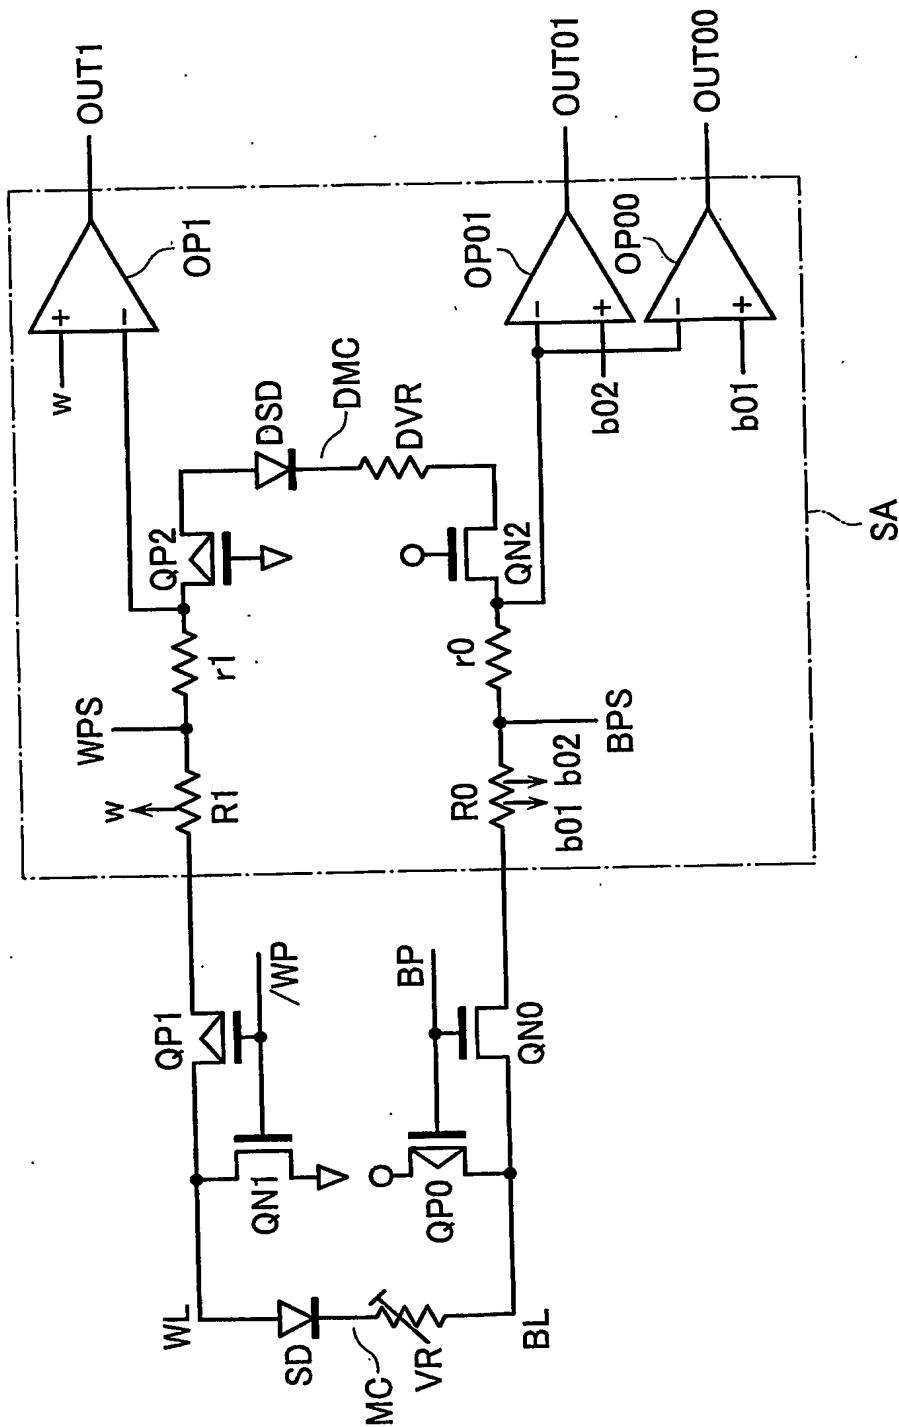 OUT1
OUT01
OUT00
OP1
OP01
OP00
+
−
w
−
+
b02
−
+
b01
DSD
DMC
DVR
QP2
QN2
SA
r1
r0
WPS
BPS
w
R1
R0
b01
b02
QP1
/WP
BP
QN0
QN1
QP0
WL
SD
MC
VR
BL